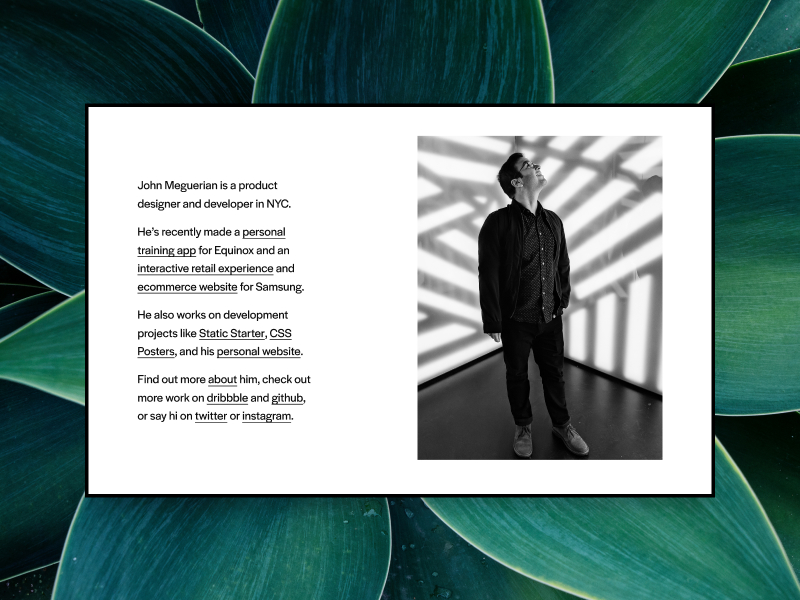 John Meguerian is a product
designer and developer in NYC.
He's recently made a personal
training app for Equinox and an
interactive retail experience and
ecommerce website for Samsung.
He also works on development
projects like Static Starter, CSS
Posters, and his personal website.
Find out more about him, check out
more work on dribbble and github,
or say hi on twitter or instagram.